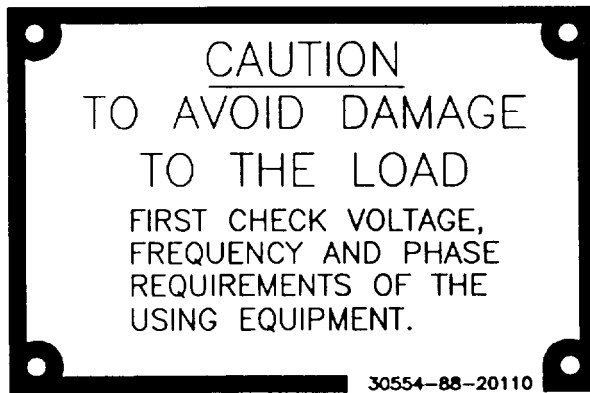 CAUTION
TO AVOID DAMAGE
TO THE LOAD
FIRST CHECK VOLTAGE,
FREQUENCY AND PHASE
REQUIREMENTS OF THE
USING EQUIPMENT.
30554-88-20110